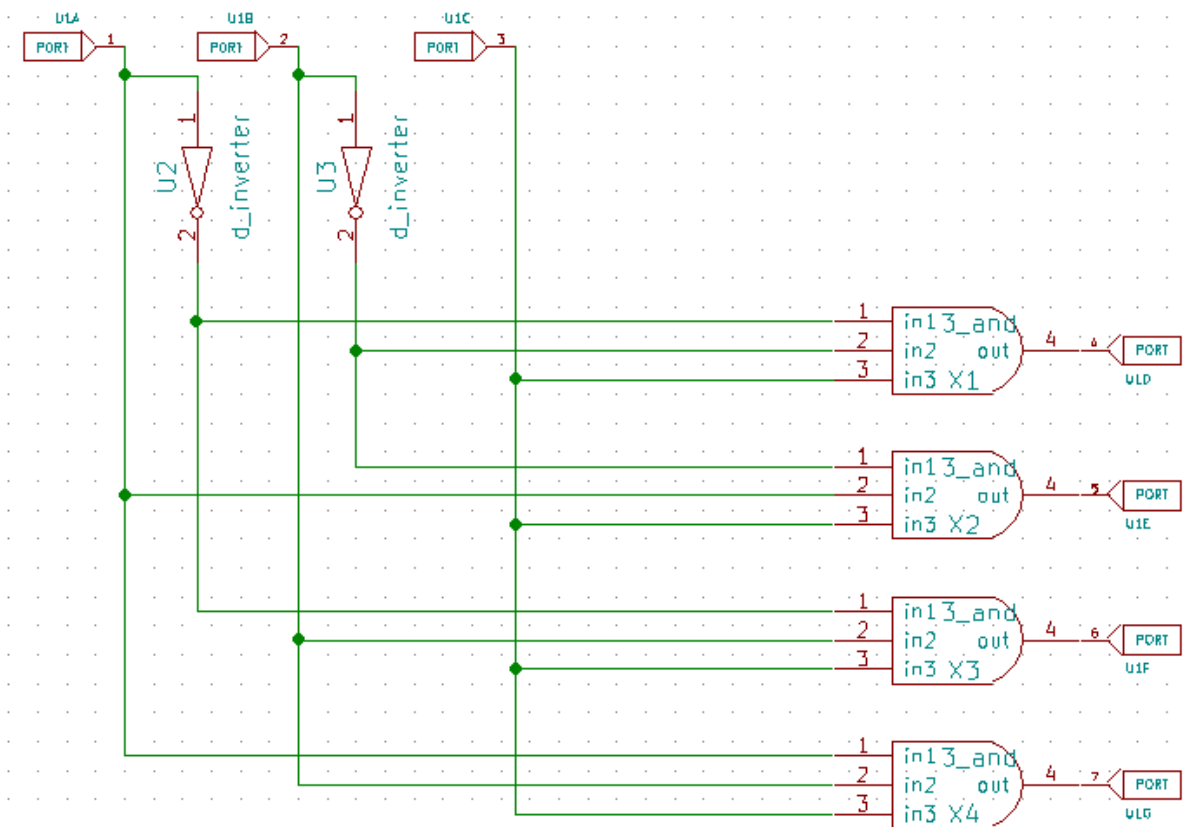 U1A U1B U1C
PORT 1 PORT 2 PORT 3
1 1
U2 d_inverter U3 d_inverter
2 2
1 in1 3_and
2 in2 out 4 4 PORT
3 in3 X1 U1D
1 in1 3_and
2 in2 out 4 5 PORT
3 in3 X2 U1E
1 in1 3_and
2 in2 out 4 6 PORT
3 in3 X3 U1F
1 in1 3_and
2 in2 out 4 7 PORT
3 in3 X4 U1G